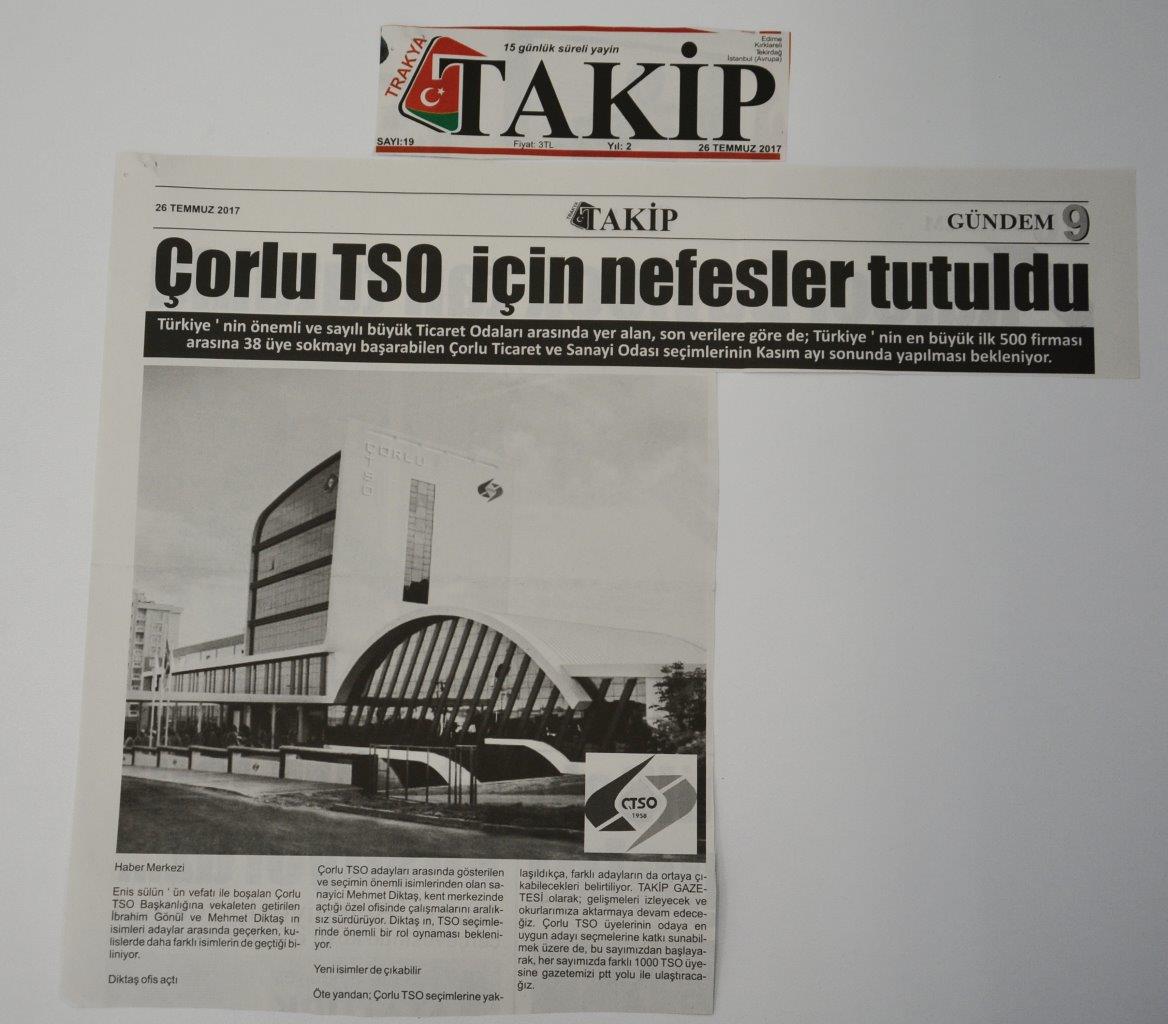 TRAKYA
15 günlük süreli yayin
Edirne
Kırklareli
Tekirdağ
İstanbul (Avrupa)
TAKİP
SAYI:19
Fiyat: 3TL
Yıl: 2
26 TEMMUZ 2017
26 TEMMUZ 2017
TRAKYA TAKİP
GÜNDEM 9
Çorlu TSO için nefesler tutuldu
Türkiye ' nin önemli ve sayılı büyük Ticaret Odaları arasında yer alan, son verilere göre de; Türkiye ' nin en büyük ilk 500 firması
arasına 38 üye sokmayı başarabilen Çorlu Ticaret ve Sanayi Odası seçimlerinin Kasım ayı sonunda yapılması bekleniyor.
ÇORLU
TSO
ÇTSO
1958
Haber Merkezi
Enis sülün ' ün vefatı ile boşalan Çorlu
TSO Başkanlığına vekaleten getirilen
İbrahim Gönül ve Mehmet Diktaş ın
isimleri adaylar arasında geçerken, ku-
lislerde daha farklı isimlerin de geçtiği bi-
liniyor.
Diktaş ofis açtı
Çorlu TSO adayları arasında gösterilen
ve seçimin önemli isimlerinden olan sa-
nayici Mehmet Diktaş, kent merkezinde
açtığı özel ofisinde çalışmalarını aralık-
sız sürdürüyor. Diktaş ın, TSO seçimle-
rinde önemli bir rol oynaması bekleni-
yor.
Yeni isimler de çıkabilir
Öte yandan; Çorlu TSO seçimlerine yak-
laşıldıkça, farklı adayların da ortaya çı-
kabilecekleri belirtiliyor. TAKİP GAZE-
TESİ olarak; gelişmeleri izleyecek ve
okurlarımıza aktarmaya devam edece-
ğiz. Çorlu TSO üyelerinin odaya en
uygun adayı seçmelerine katkı sunabil-
mek üzere de, bu sayımızdan başlaya-
rak, her sayımızda farklı 1000 TSO üye-
sine gazetemizi ptt yolu ile ulaştıraca-
ğız.